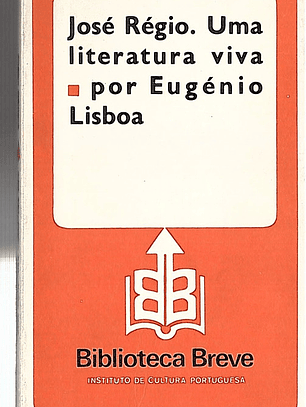 José Régio. Uma
literatura viva
por Eugénio
Lisboa
Biblioteca Breve
INSTITUTO DE CULTURA PORTUGUESA